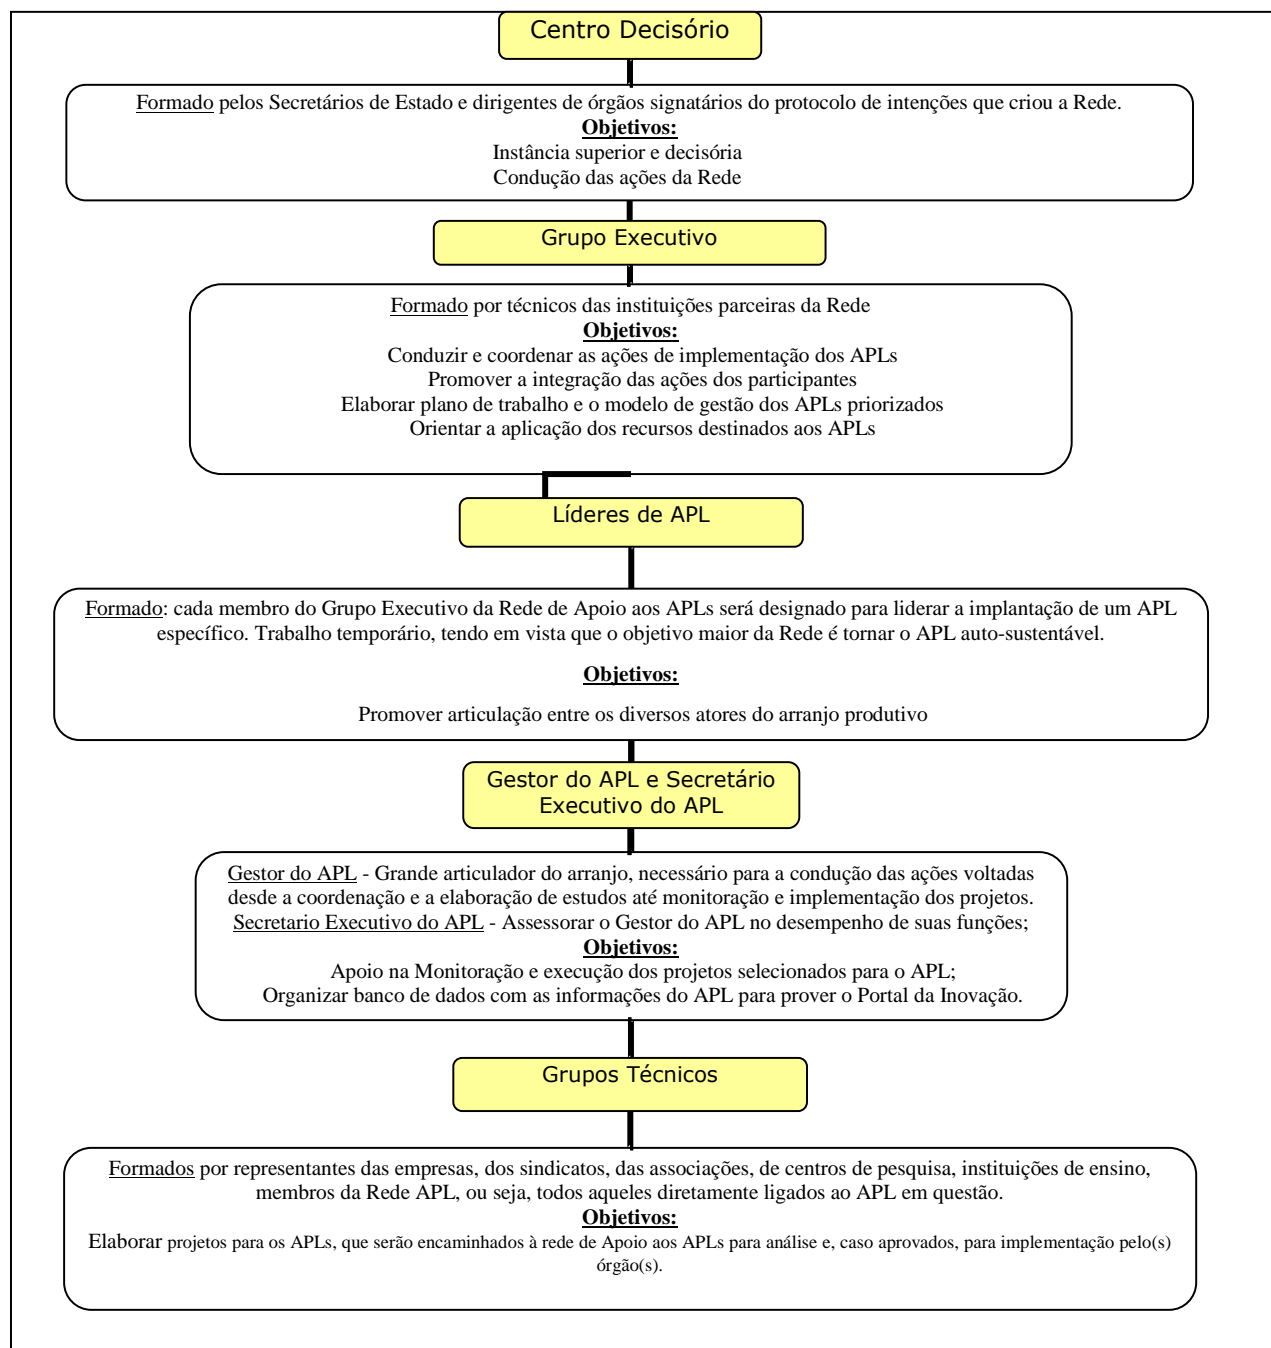 Centro Decisório
Formado pelos Secretários de Estado e dirigentes de órgãos signatários do protocolo de intenções que criou a Rede.
Objetivos:
Instância superior e decisória
Condução das ações da Rede
Grupo Executivo
Formado por técnicos das instituições parceiras da Rede
Objetivos:
Conduzir e coordenar as ações de implementação dos APLs
Promover a integração das ações dos participantes
Elaborar plano de trabalho e o modelo de gestão dos APLs priorizados
Orientar a aplicação dos recursos destinados aos APLs
Líderes de APL
Formado: cada membro do Grupo Executivo da Rede de Apoio aos APLs será designado para liderar a implantação de um APL
específico. Trabalho temporário, tendo em vista que o objetivo maior da Rede é tornar o APL auto-sustentável.
Objetivos:
Promover articulação entre os diversos atores do arranjo produtivo
Gestor do APL e Secretário
Executivo do APL
Gestor do APL - Grande articulador do arranjo, necessário para a condução das ações voltadas
desde a coordenação e a elaboração de estudos até monitoração e implementação dos projetos.
Secretario Executivo do APL - Assessorar o Gestor do APL no desempenho de suas funções;
Objetivos:
Apoio na Monitoração e execução dos projetos selecionados para o APL;
Organizar banco de dados com as informações do APL para prover o Portal da Inovação.
Grupos Técnicos
Formados por representantes das empresas, dos sindicatos, das associações, de centros de pesquisa, instituições de ensino,
membros da Rede APL, ou seja, todos aqueles diretamente ligados ao APL em questão.
Objetivos:
Elaborar projetos para os APLs, que serão encaminhados à rede de Apoio aos APLs para análise e, caso aprovados, para implementação pelo(s)
órgão(s).